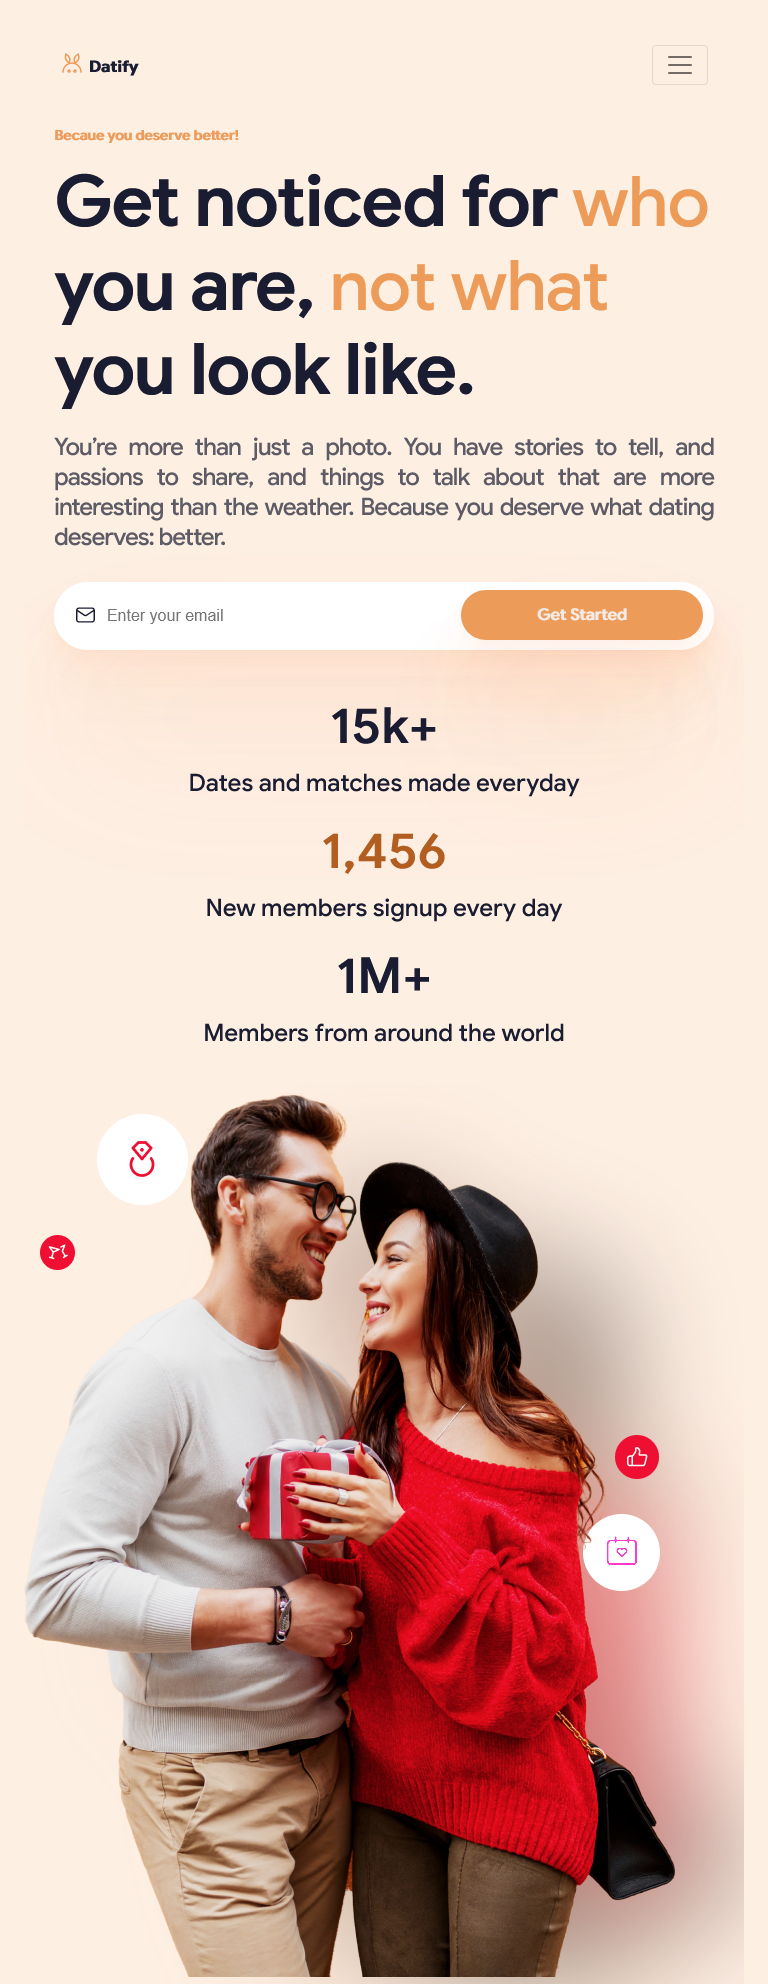 Datify
Becaue you deserve better!
Get noticed for who
you are, not what
you look like.
You're more than just a photo. You have stories to tell, and
passions to share, and things to talk about that are more
interesting than the weather. Because you deserve what dating
deserves: better.
Enter your email
Get Started
15k+
Dates and matches made everyday
1,456
New members signup every day
1M+
Members from around the world